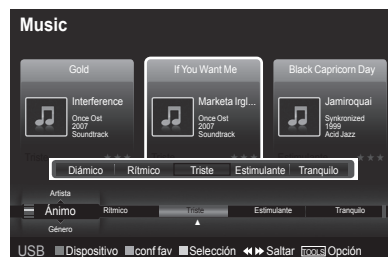 Music
Gold
If You Want Me
Black Capricorn Day
Interference
Once Ost
2007
Soundtrack
Marketa Irgl...
Once Ost
2007
Soundtrack
Jamiroquai
Synkronized
1999
Acid Jazz
Diámico Rítmico Triste Estimulante Tranquilo
Artista
Ánimo Rítmico Triste Estimulante Tranquilo
Género
USB Dispositivo conf fav Selección Saltar TOOLS Opción